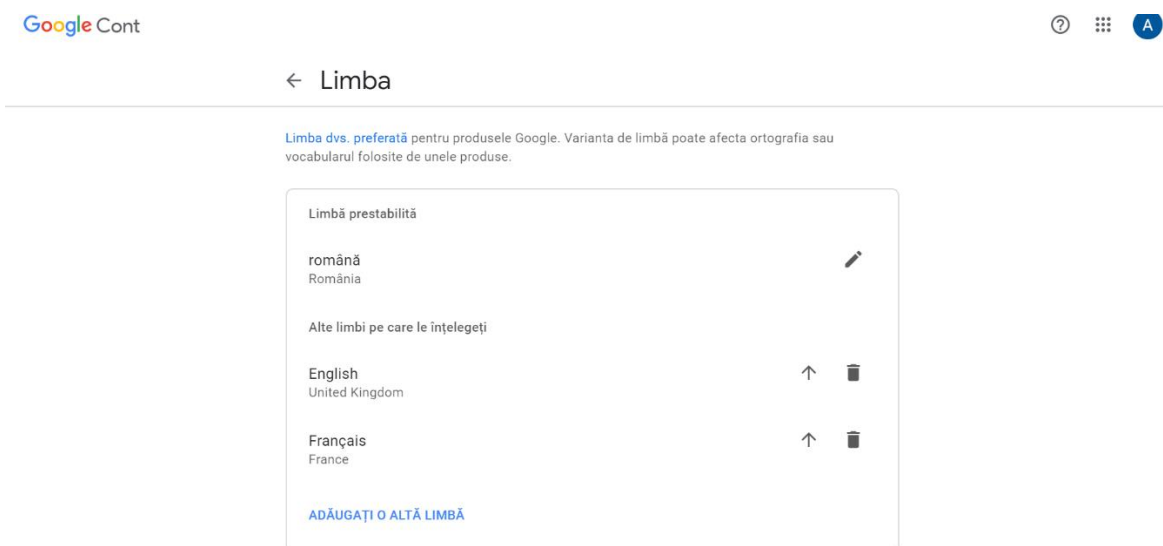 Google Cont
A
Limba
Limba dvs. preferată pentru produsele Google. Varianta de limbă poate afecta ortografia sau
vocabularul folosite de unele produse.
Limbă prestabilită
română
România
Alte limbi pe care le înțelegeți
English
United Kingdom
Français
France
ADĂUGAȚI O ALTĂ LIMBĂ